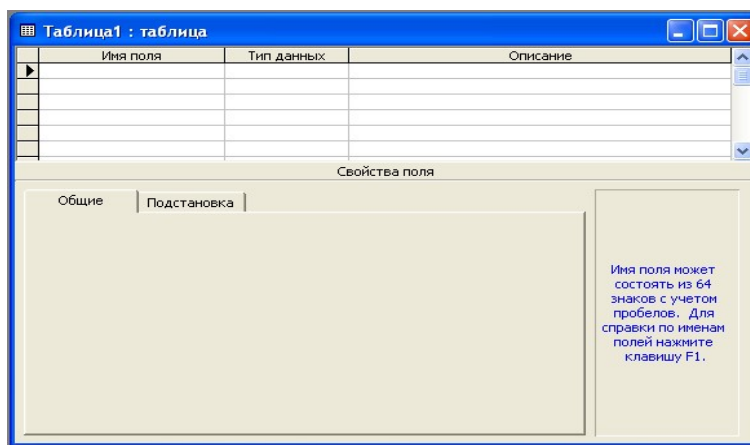 Таблица1 : таблица
Имя поля Тип данных Описание
Свойства поля
Общие Подстановка
Имя поля может
состоять из 64
знаков с учетом
пробелов. Для
справки по именам
полей нажмите
клавишу F1.